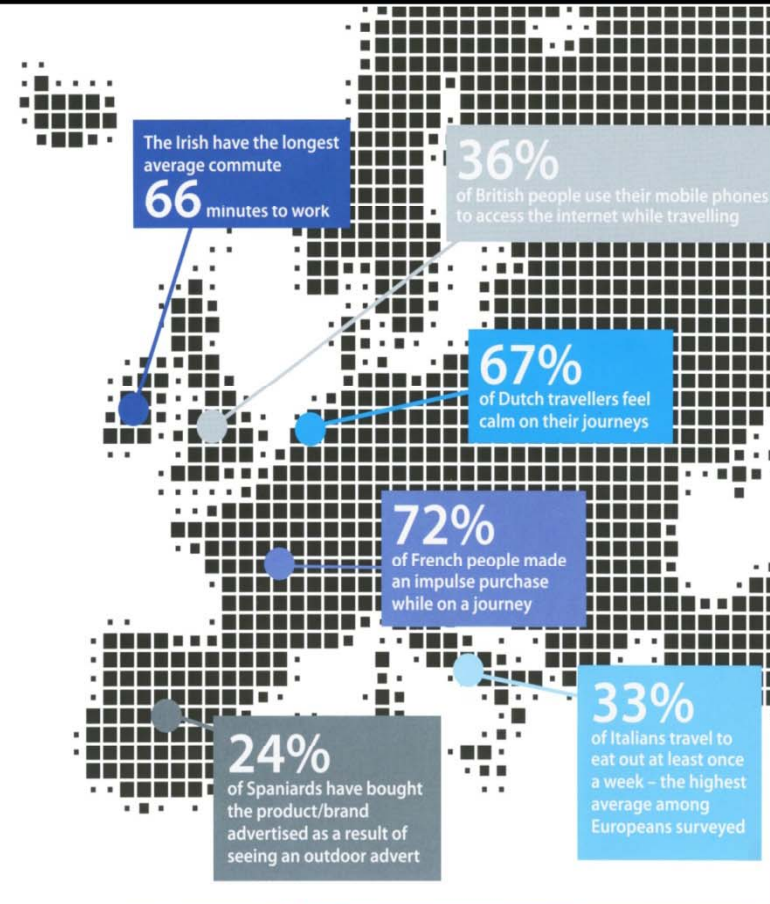 The Irish have the longest
average commute
66 minutes to work
36%
of British people use their mobile phones
to access the internet while travelling
67%
of Dutch travellers feel
calm on their journeys
72%
of French people made
an impulse purchase
while on a journey
33%
of Italians travel to
eat out at least once
a week – the highest
average among
Europeans surveyed
24%
of Spaniards have bought
the product/brand
advertised as a result of
seeing an outdoor advert